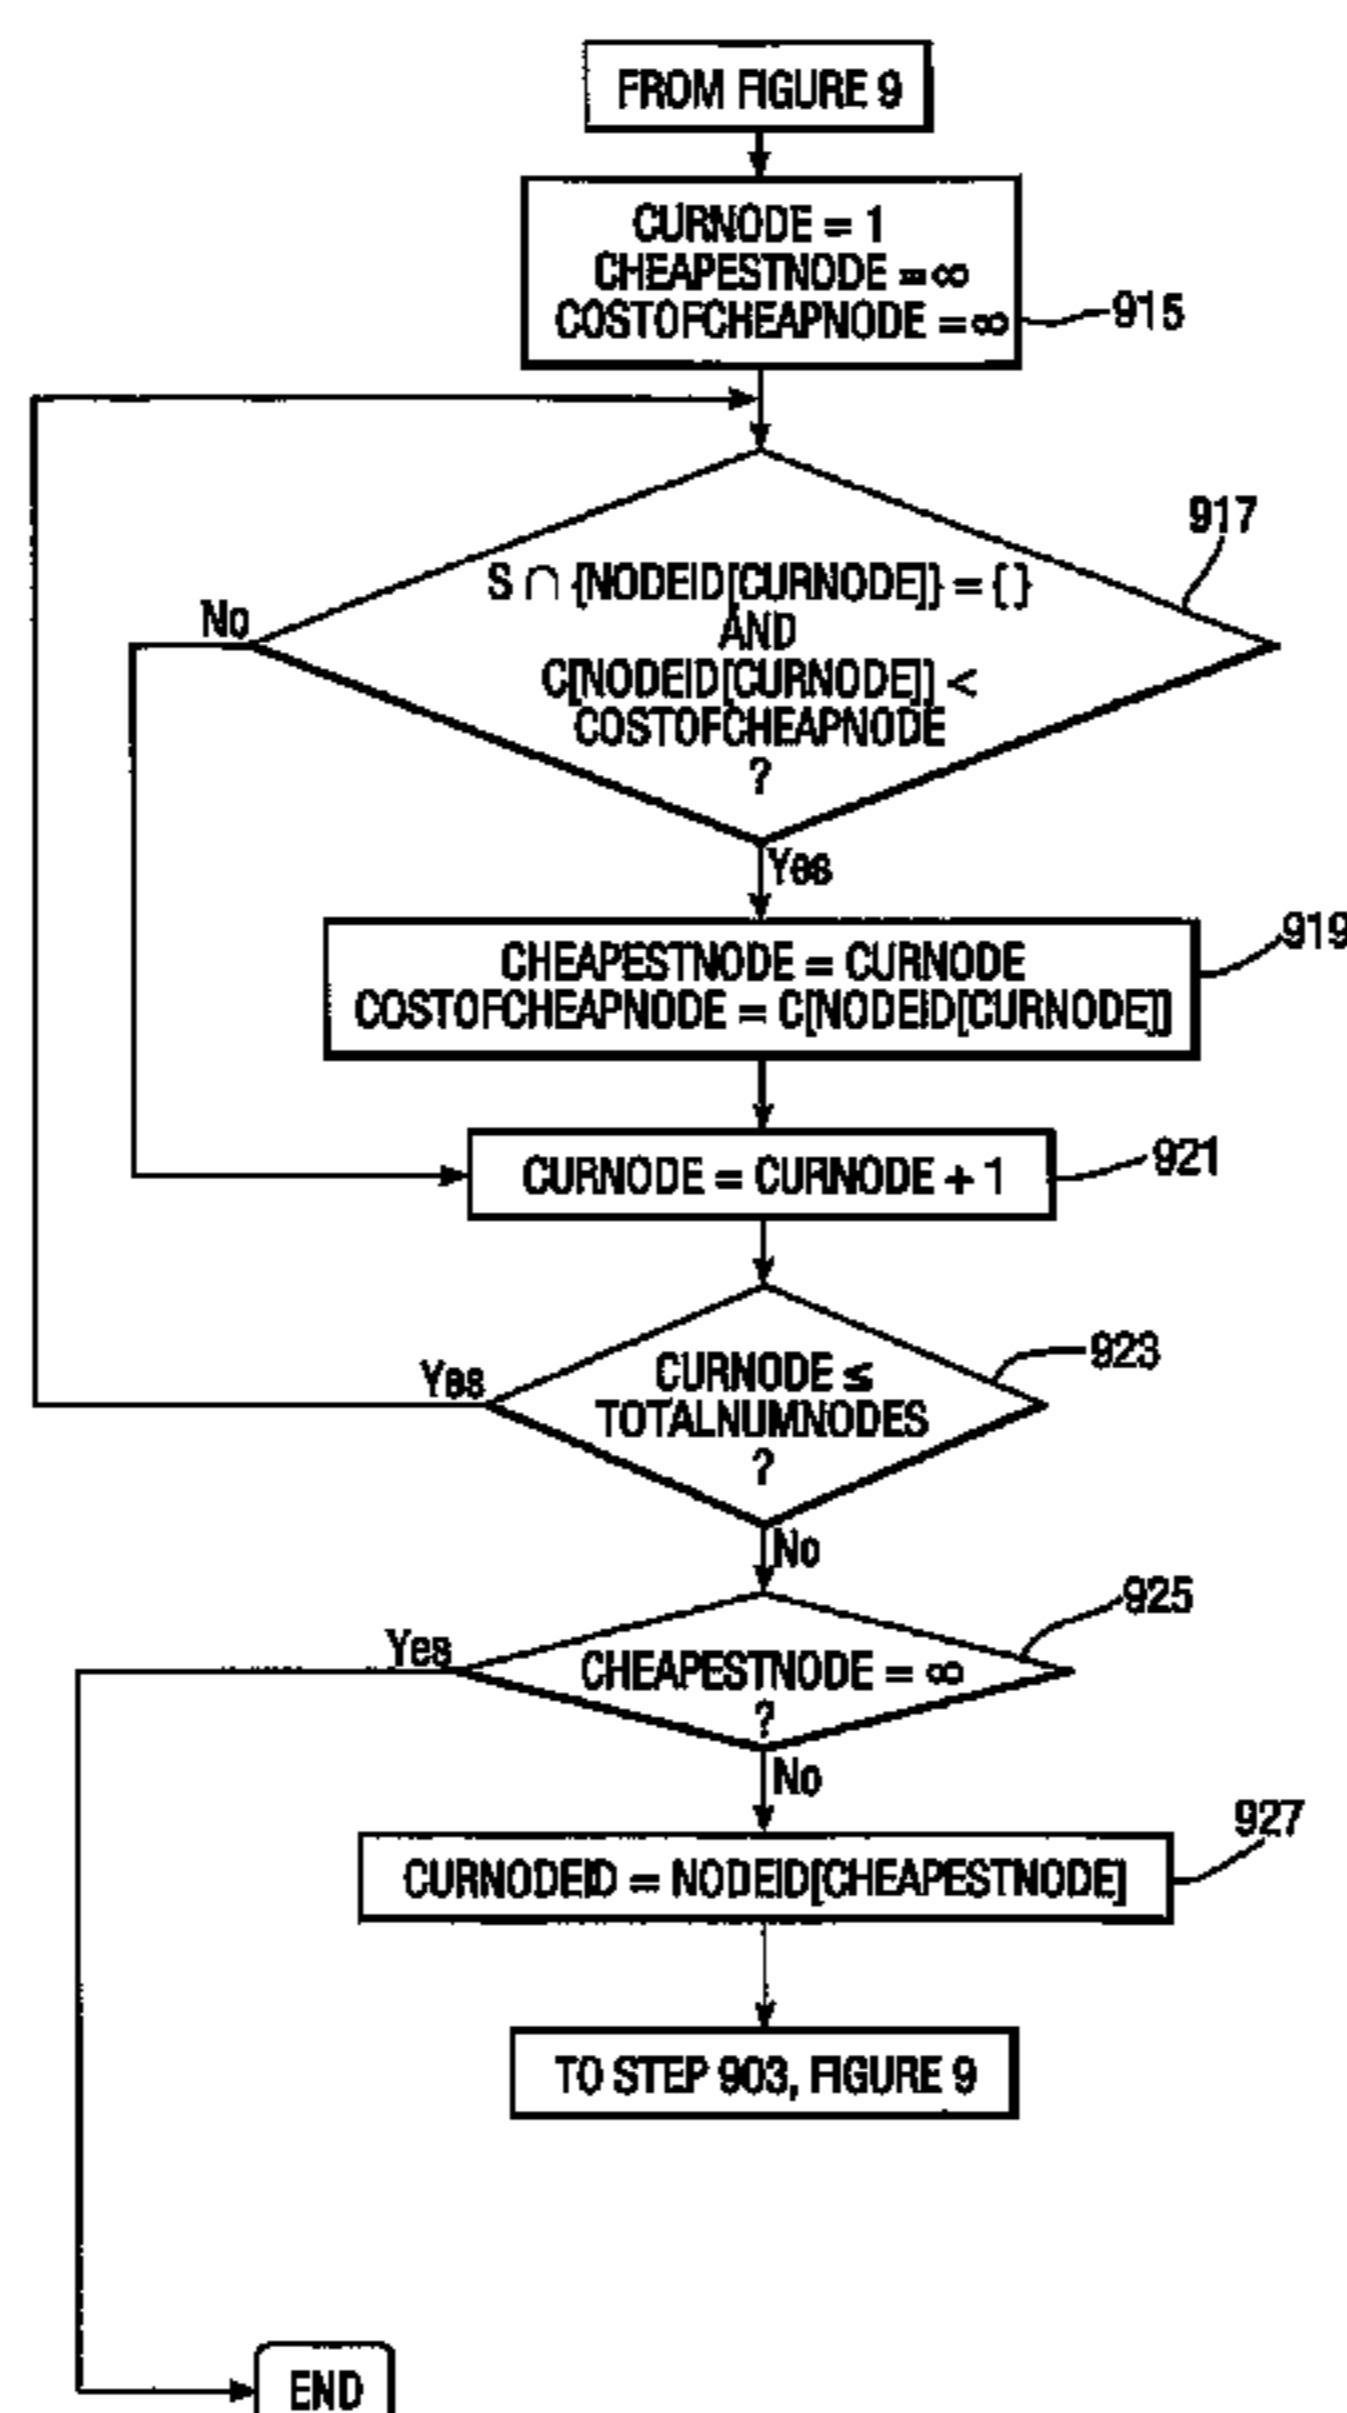 FROM FIGURE 9
CURNODE = 1
CHEAPESTNODE = ∞
COSTOFCHEAPNODE = ∞
915
917
S ∩ {NODEID[CURNODE]} = { }
AND
C[NODEID[CURNODE]] <
COSTOFCHEAPNODE
?
No
Yes
919
CHEAPESTNODE = CURNODE
COSTOFCHEAPNODE = C[NODEID[CURNODE]]
921
CURNODE = CURNODE + 1
923
CURNODE ≤
TOTALNUMNODES
?
Yes
No
925
CHEAPESTNODE = ∞
?
Yes
No
927
CURNODEID = NODEID[CHEAPESTNODE]
TO STEP 903, FIGURE 9
END